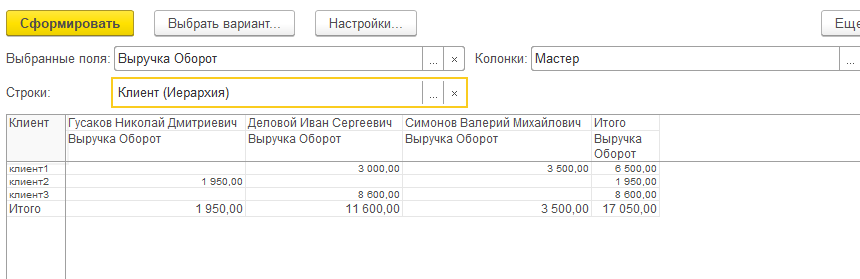 Сформировать Выбрать вариант... Настройки... Еще
Выбранные поля: Выручка Оборот ... × Колонки: Мастер ...
Строки: Клиент (Иерархия) ... ×
Клиент Гусаков Николай Дмитриевич Деловой Иван Сергеевич Симонов Валерий Михайлович Итого
Выручка Оборот Выручка Оборот Выручка Оборот Выручка
Оборот
клиент1 3 000,00 3 500,00 6 500,00
клиент2 1 950,00 1 950,00
клиент3 8 600,00 8 600,00
Итого 1 950,00 11 600,00 3 500,00 17 050,00